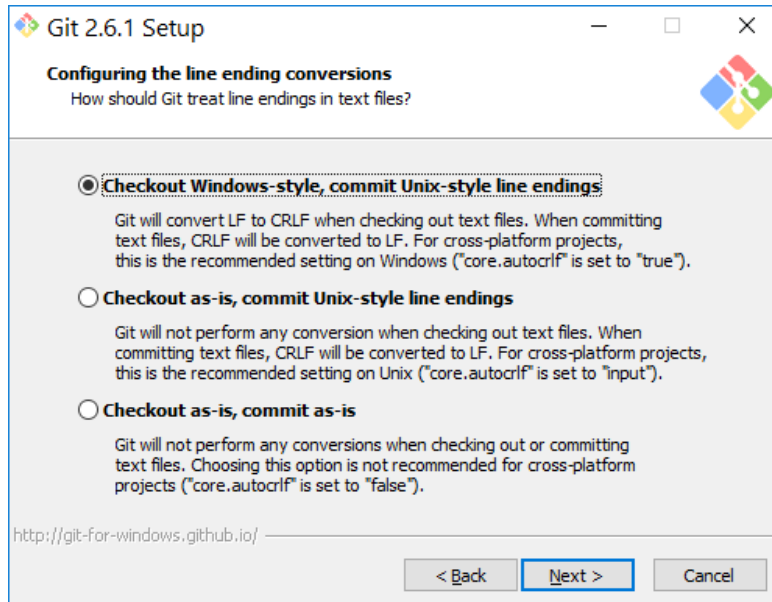 Git 2.6.1 Setup
Configuring the line ending conversions
How should Git treat line endings in text files?
Checkout Windows-style, commit Unix-style line endings
Git will convert LF to CRLF when checking out text files. When committing
text files, CRLF will be converted to LF. For cross-platform projects,
this is the recommended setting on Windows ("core.autocrlf" is set to "true").
Checkout as-is, commit Unix-style line endings
Git will not perform any conversion when checking out text files. When
committing text files, CRLF will be converted to LF. For cross-platform projects,
this is the recommended setting on Unix ("core.autocrlf" is set to "input").
Checkout as-is, commit as-is
Git will not perform any conversions when checking out or committing
text files. Choosing this option is not recommended for cross-platform
projects ("core.autocrlf" is set to "false").
http://git-for-windows.github.io/
< Back Next > Cancel